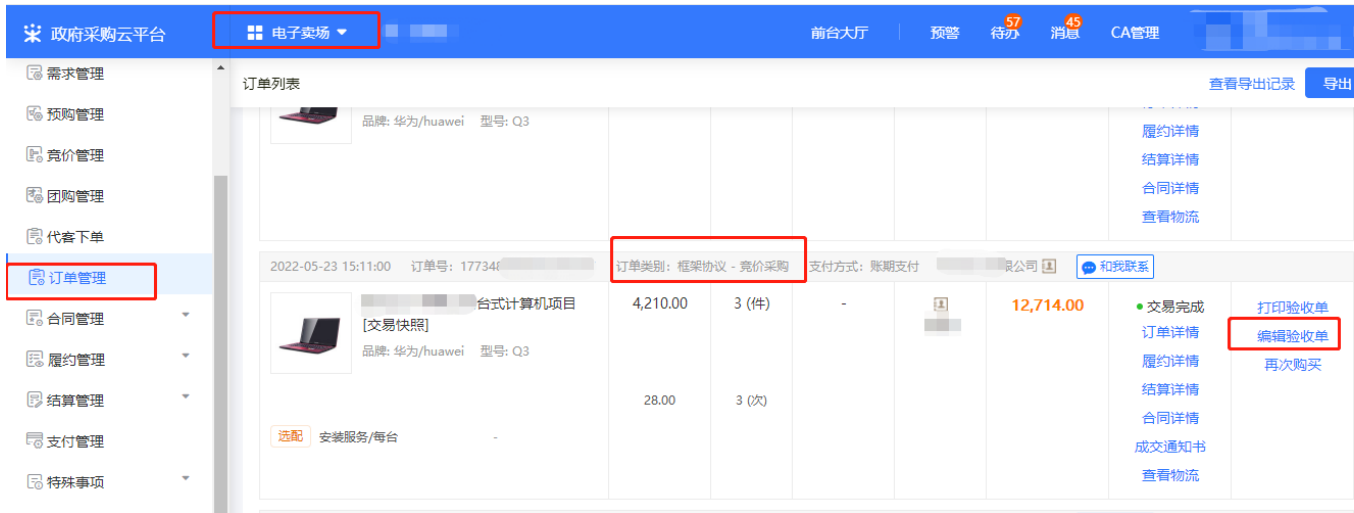 政府采购云平台 电子卖场 前台大厅 预警 待办 57 消息 45 CA管理
需求管理
预购管理
竞价管理
团购管理
代客下单
订单管理
合同管理
履约管理
结算管理
支付管理
特殊事项
订单列表 查看导出记录 导出
品牌: 华为/huawei 型号: Q3
履约详情
结算详情
合同详情
查看物流
2022-05-23 15:11:00 订单号: 17734 订单类别: 框架协议 - 竞价采购 支付方式: 账期支付 限公司 和我联系
台式计算机项目 4,210.00 3 (件) - 12,714.00 交易完成 打印验收单
[交易快照]
品牌: 华为/huawei 型号: Q3
订单详情 编辑验收单
履约详情 再次购买
结算详情
28.00 3 (次)
合同详情
选配 安装服务/每台 -
成交通知书
查看物流